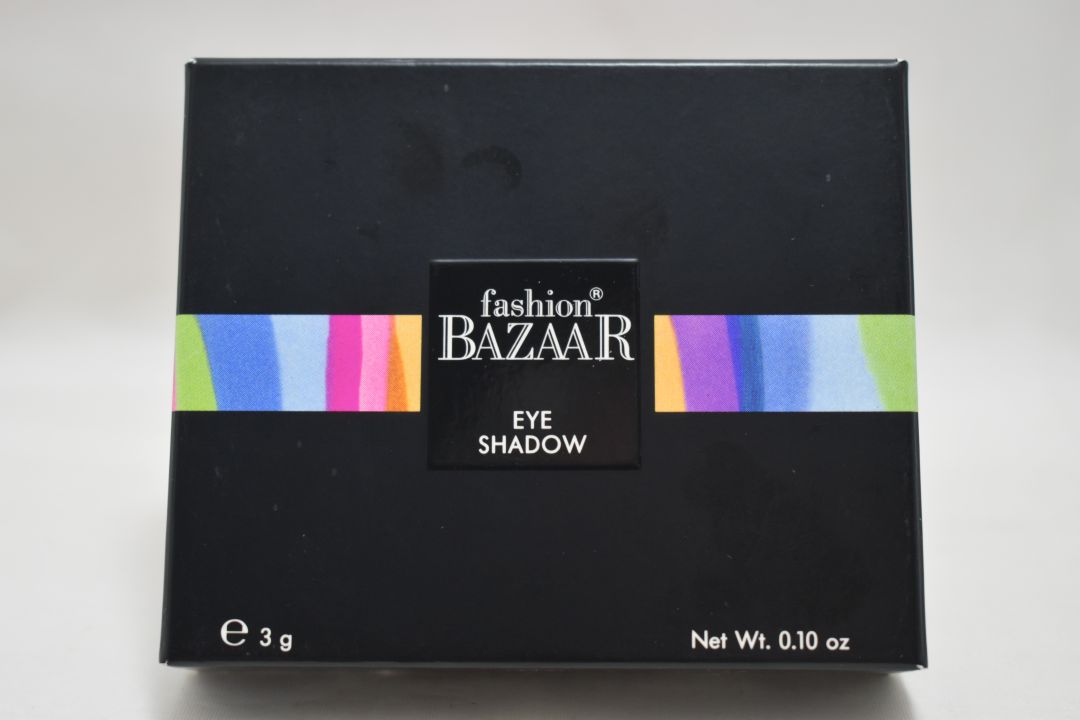 fashion®
BAZAAR
EYE
SHADOW
℮ 3 g
Net Wt. 0.10 oz